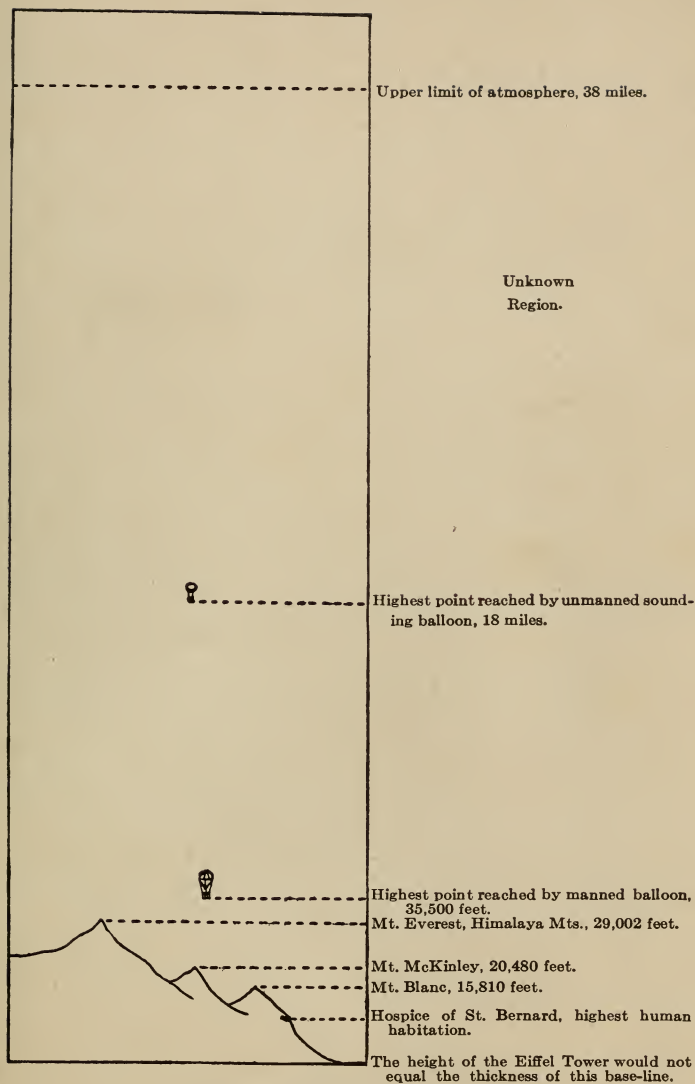 Upper limit of atmosphere, 38 miles.
Unknown
Region.
Highest point reached by unmanned sound-
ing balloon, 18 miles.
Highest point reached by manned balloon,
35,500 feet.
Mt. Everest, Himalaya Mts., 29,002 feet.
Mt. McKinley, 20,480 feet.
Mt. Blanc, 15,810 feet.
Hospice of St. Bernard, highest human
habitation.
The height of the Eiffel Tower would not
equal the thickness of this base-line.